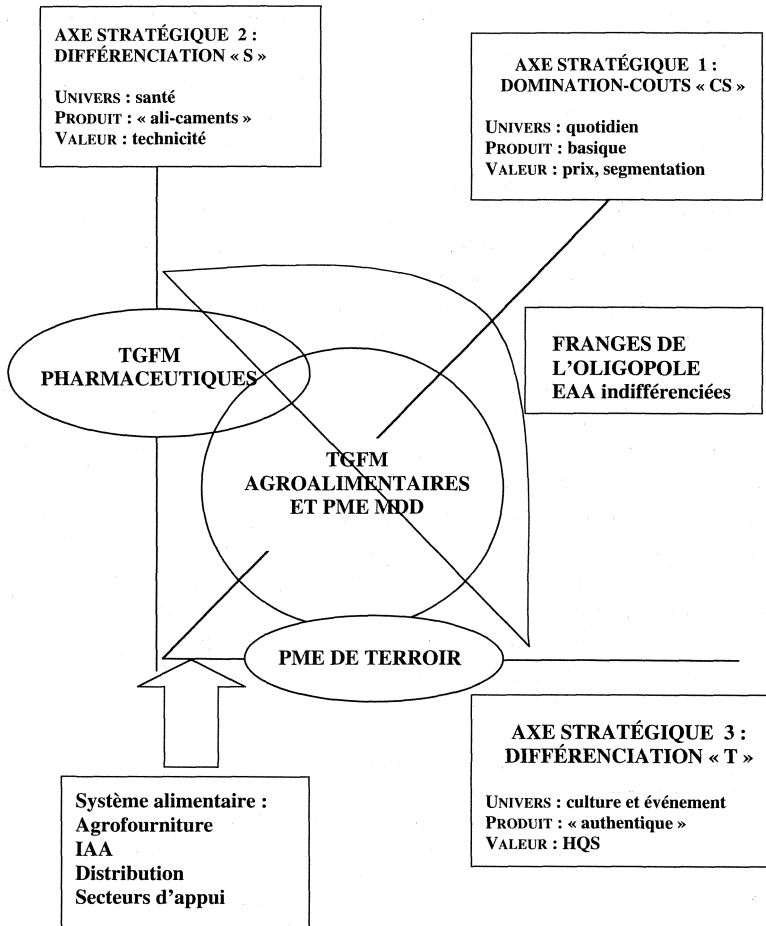 AXE STRATÉGIQUE 2 :
DIFFÉRENCIATION « S »
UNIVERS : santé
PRODUIT : « ali-caments »
VALEUR : technicité
AXE STRATÉGIQUE 1 :
DOMINATION-COUTS « CS »
UNIVERS : quotidien
PRODUIT : basique
VALEUR : prix, segmentation
TGFM
PHARMACEUTIQUES
FRANGES DE
L'OLIGOPOLE
EAA indifférenciées
TGFM
AGROALIMENTAIRES
ET PME MDD
PME DE TERROIR
AXE STRATÉGIQUE 3 :
DIFFÉRENCIATION « T »
UNIVERS : culture et événement
PRODUIT : « authentique »
VALEUR : HQS
Système alimentaire :
Agrofourniture
IAA
Distribution
Secteurs d'appui